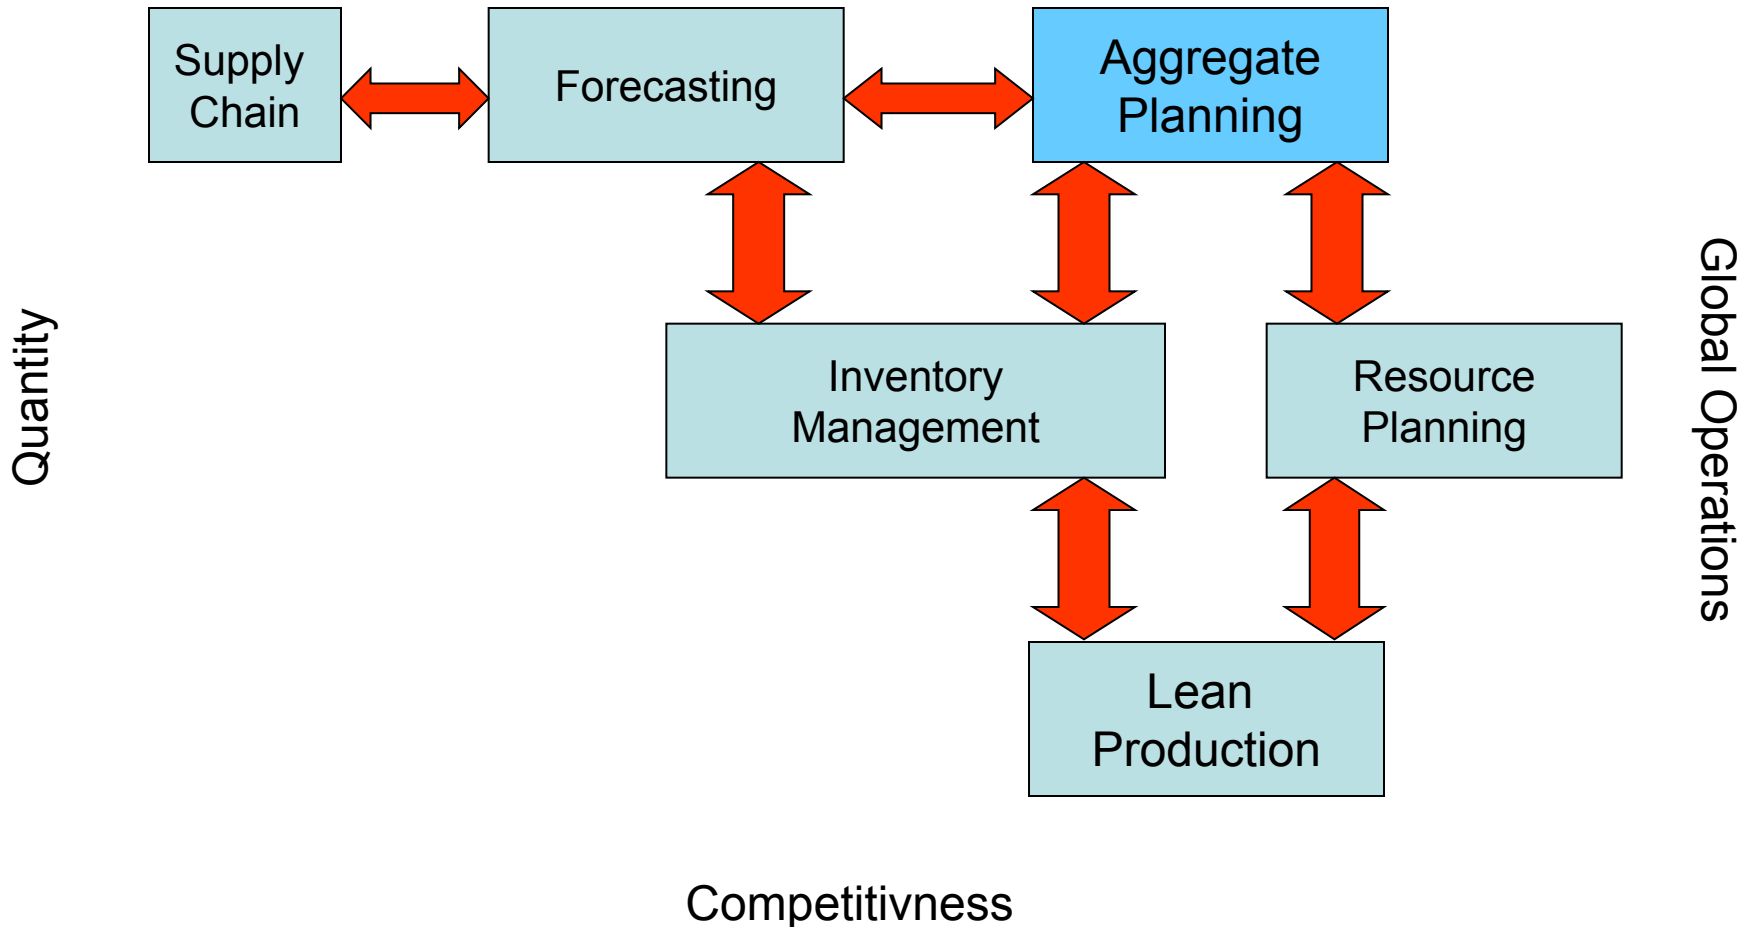 Supply
Chain
Forecasting
Aggregate
Planning
Quantity
Inventory
Management
Resource
Planning
Global Operations
Lean
Production
Competitivness